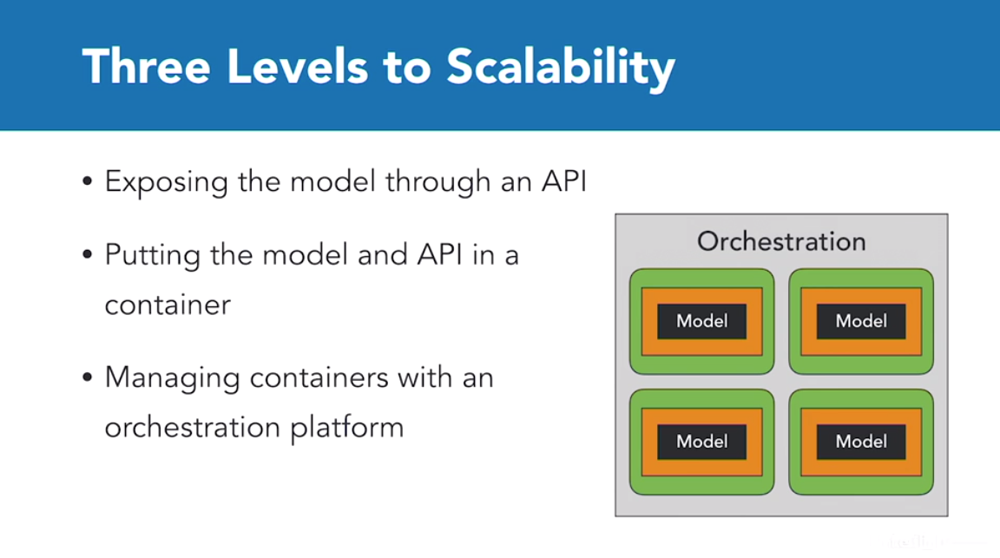 Three Levels to Scalability
• Exposing the model through an API
• Putting the model and API in a
container
• Managing containers with an
orchestration platform
Orchestration
Model
Model
Model
Model